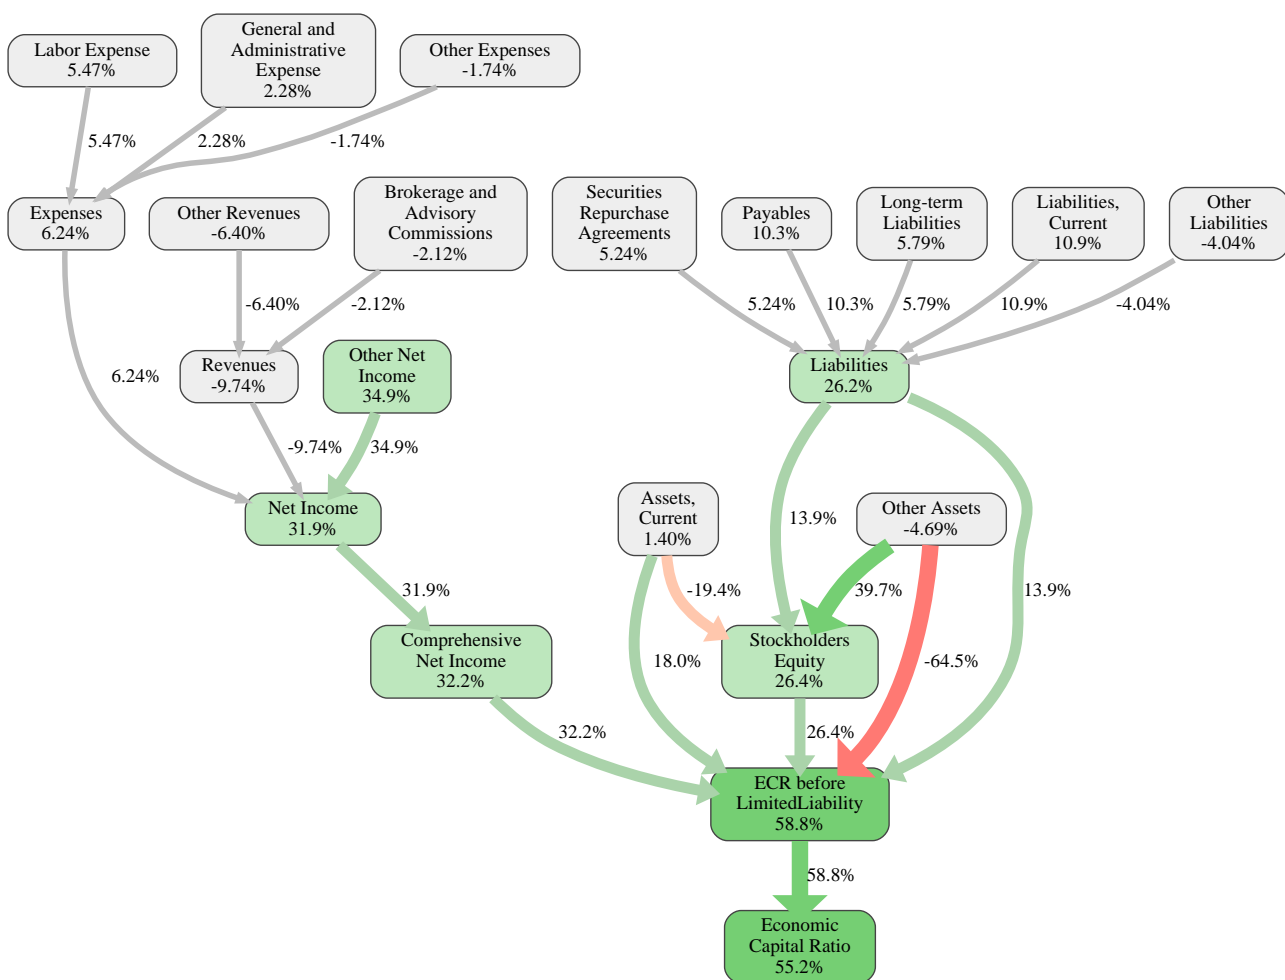 Labor Expense
5.47%
General and
Administrative
Expense
2.28%
Other Expenses
-1.74%
5.47%
2.28%
-1.74%
Expenses
6.24%
Other Revenues
-6.40%
Brokerage and
Advisory
Commissions
-2.12%
Securities
Repurchase
Agreements
5.24%
Payables
10.3%
Long-term
Liabilities
5.79%
Liabilities,
Current
10.9%
Other
Liabilities
-4.04%
-6.40%
-2.12%
5.24%
10.3%
5.79%
10.9%
-4.04%
Revenues
-9.74%
Other Net
Income
34.9%
Liabilities
26.2%
6.24%
-9.74%
34.9%
Net Income
31.9%
Assets,
Current
1.40%
13.9%
Other Assets
-4.69%
31.9%
-19.4%
39.7%
13.9%
Comprehensive
Net Income
32.2%
18.0%
Stockholders
Equity
26.4%
-64.5%
32.2%
26.4%
ECR before
LimitedLiability
58.8%
58.8%
Economic
Capital Ratio
55.2%